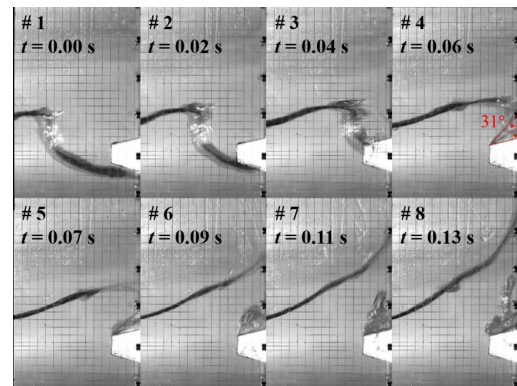 # 1
t = 0.00 s
# 2
t = 0.02 s
# 3
t = 0.04 s
# 4
t = 0.06 s
31°
# 5
t = 0.07 s
# 6
t = 0.09 s
# 7
t = 0.11 s
# 8
t = 0.13 s